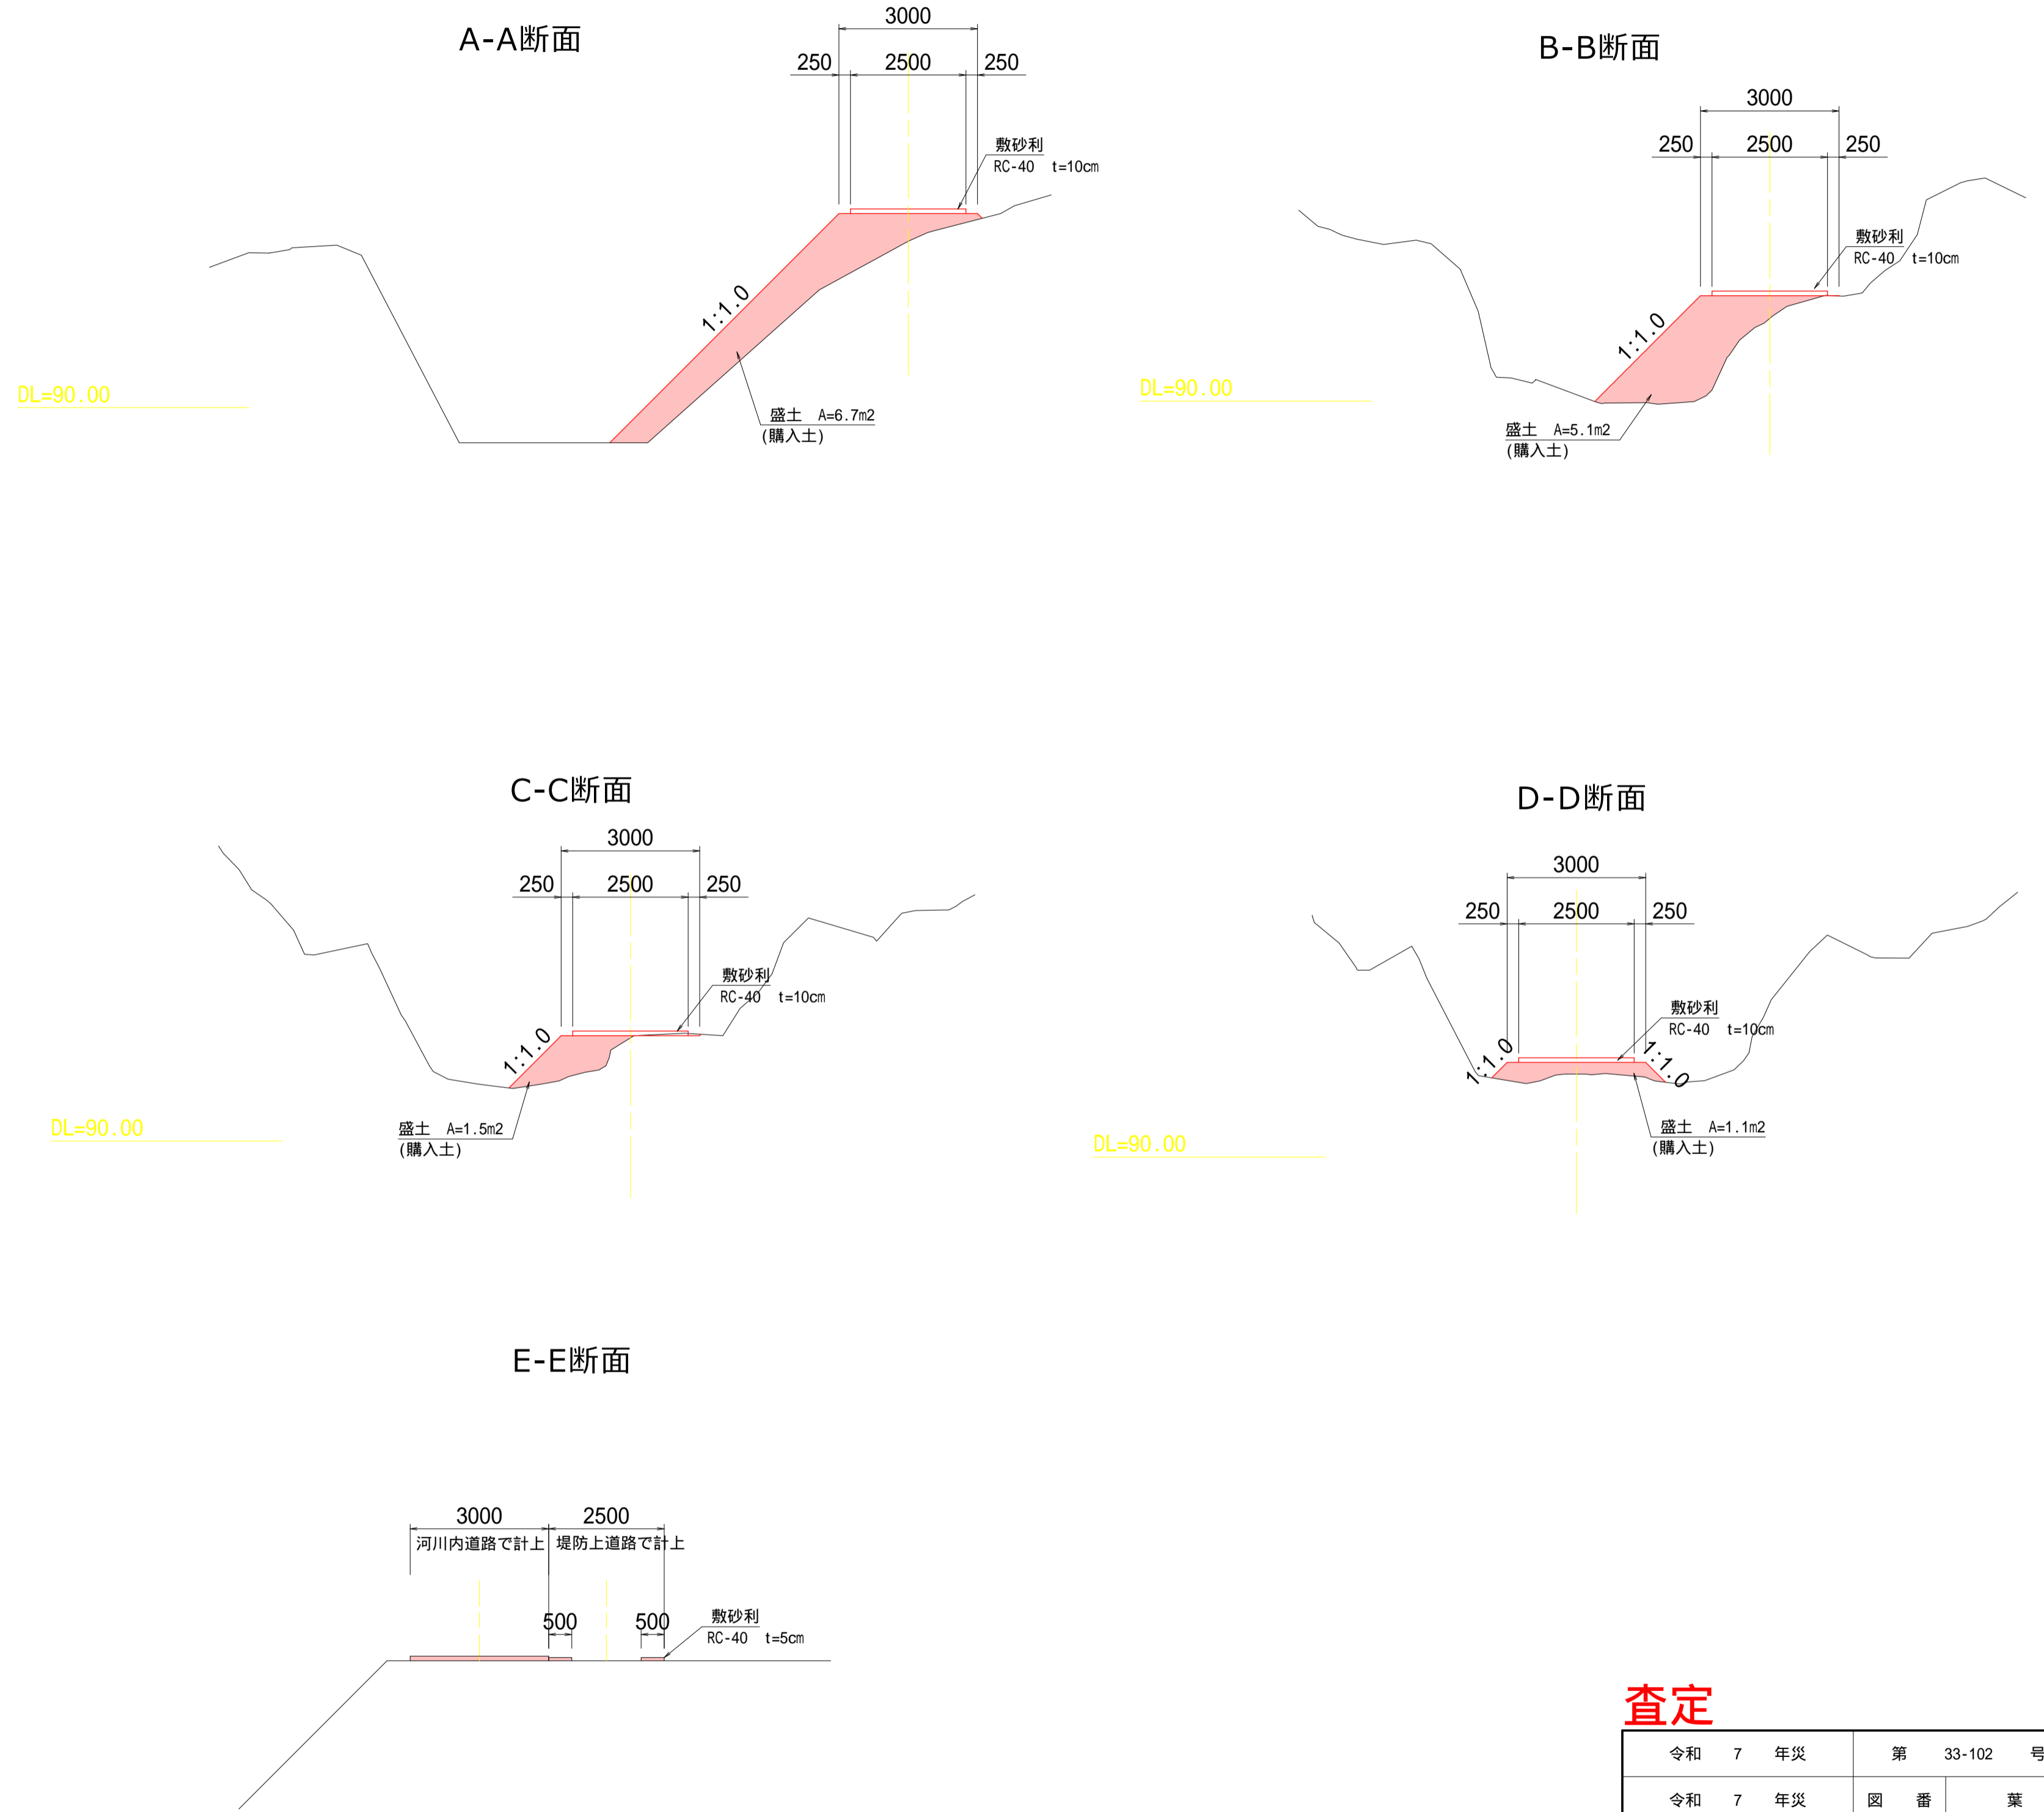 A-A断面
3000
250 2500 250
敷砂利
RC-40 t=10cm
1:1.0
DL=90.00
盛土 A=6.7m2
(購入土)
B-B断面
3000
250 2500 250
敷砂利
RC-40 t=10cm
1:1.0
DL=90.00
盛土 A=5.1m2
(購入土)
C-C断面
3000
250 2500 250
敷砂利
RC-40 t=10cm
1:1.0
DL=90.00
盛土 A=1.5m2
(購入土)
D-D断面
3000
250 2500 250
敷砂利
RC-40 t=10cm
1:1.0
1:1.0
DL=90.00
盛土 A=1.1m2
(購入土)
E-E断面
3000 2500
河川内道路で計上 堤防上道路で計上
500 500
敷砂利
RC-40 t=5cm
査定
令和 7 年災 第 33-102 号
令和 7 年災 図 番 葉